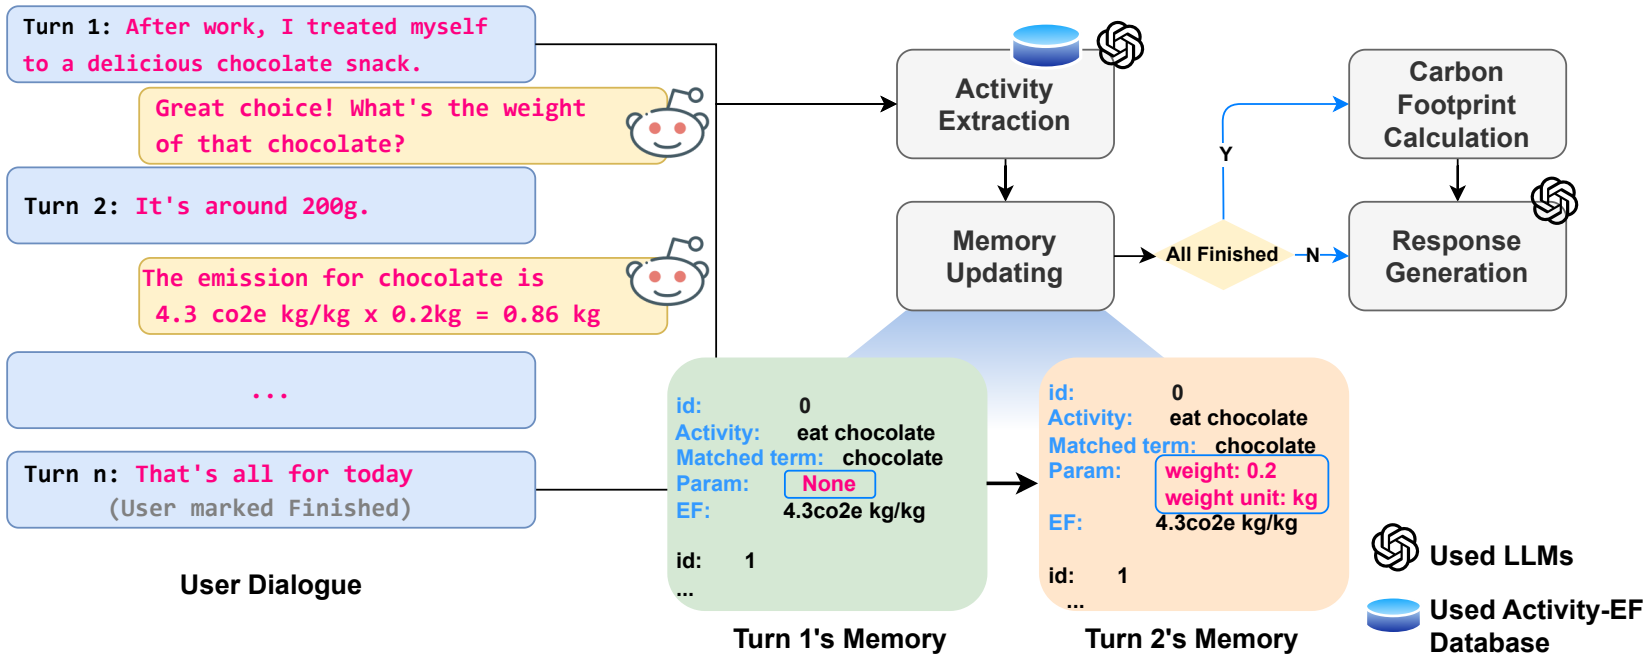 Turn 1: After work, I treated myself
to a delicious chocolate snack.
Great choice! What's the weight
of that chocolate?
Turn 2: It's around 200g.
The emission for chocolate is
4.3 co2e kg/kg x 0.2kg = 0.86 kg
...
Turn n: That's all for today
(User marked Finished)
User Dialogue
Activity
Extraction
Memory
Updating
All Finished
Y
N
Carbon
Footprint
Calculation
Response
Generation
id: 0
Activity: eat chocolate
Matched term: chocolate
Param: None
EF: 4.3co2e kg/kg
id: 1
...
Turn 1's Memory
id: 0
Activity: eat chocolate
Matched term: chocolate
Param: weight: 0.2
weight unit: kg
EF: 4.3co2e kg/kg
id: 1
...
Turn 2's Memory
Used LLMs
Used Activity-EF
Database